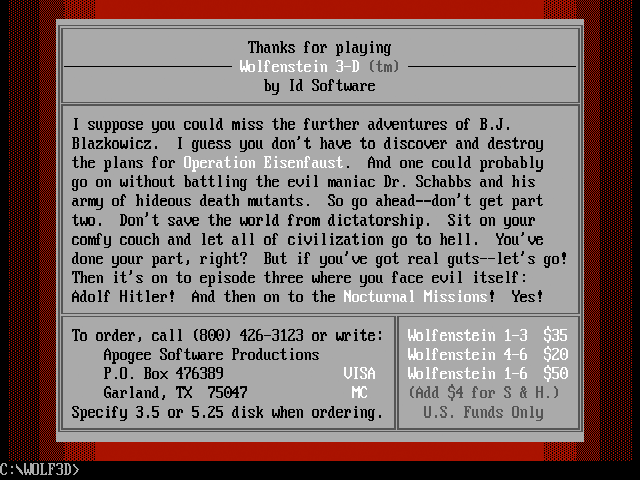 Thanks for playing
Wolfenstein 3-D (tm)
by Id Software
I suppose you could miss the further adventures of B.J.
Blazkowicz.  I guess you don't have to discover and destroy
the plans for Operation Eisenfaust.  And one could probably
go on without battling the evil maniac Dr. Schabbs and his
army of hideous death mutants.  So go ahead--don't get part
two.  Don't save the world from dictatorship.  Sit on your
comfy couch and let all of civilization go to hell.  You've
done your part, right?  But if you've got real guts--let's go!
Then it's on to episode three where you face evil itself:
Adolf Hitler!  And then on to the Nocturnal Missions!  Yes!
To order, call (800) 426-3123 or write:
Apogee Software Productions
P.O. Box 476389 VISA
Garland, TX  75047 MC
Specify 3.5 or 5.25 disk when ordering.
Wolfenstein 1-3  $35
Wolfenstein 4-6  $20
Wolfenstein 1-6  $50
(Add $4 for S & H.)
U.S. Funds Only
C:\WOLF3D>